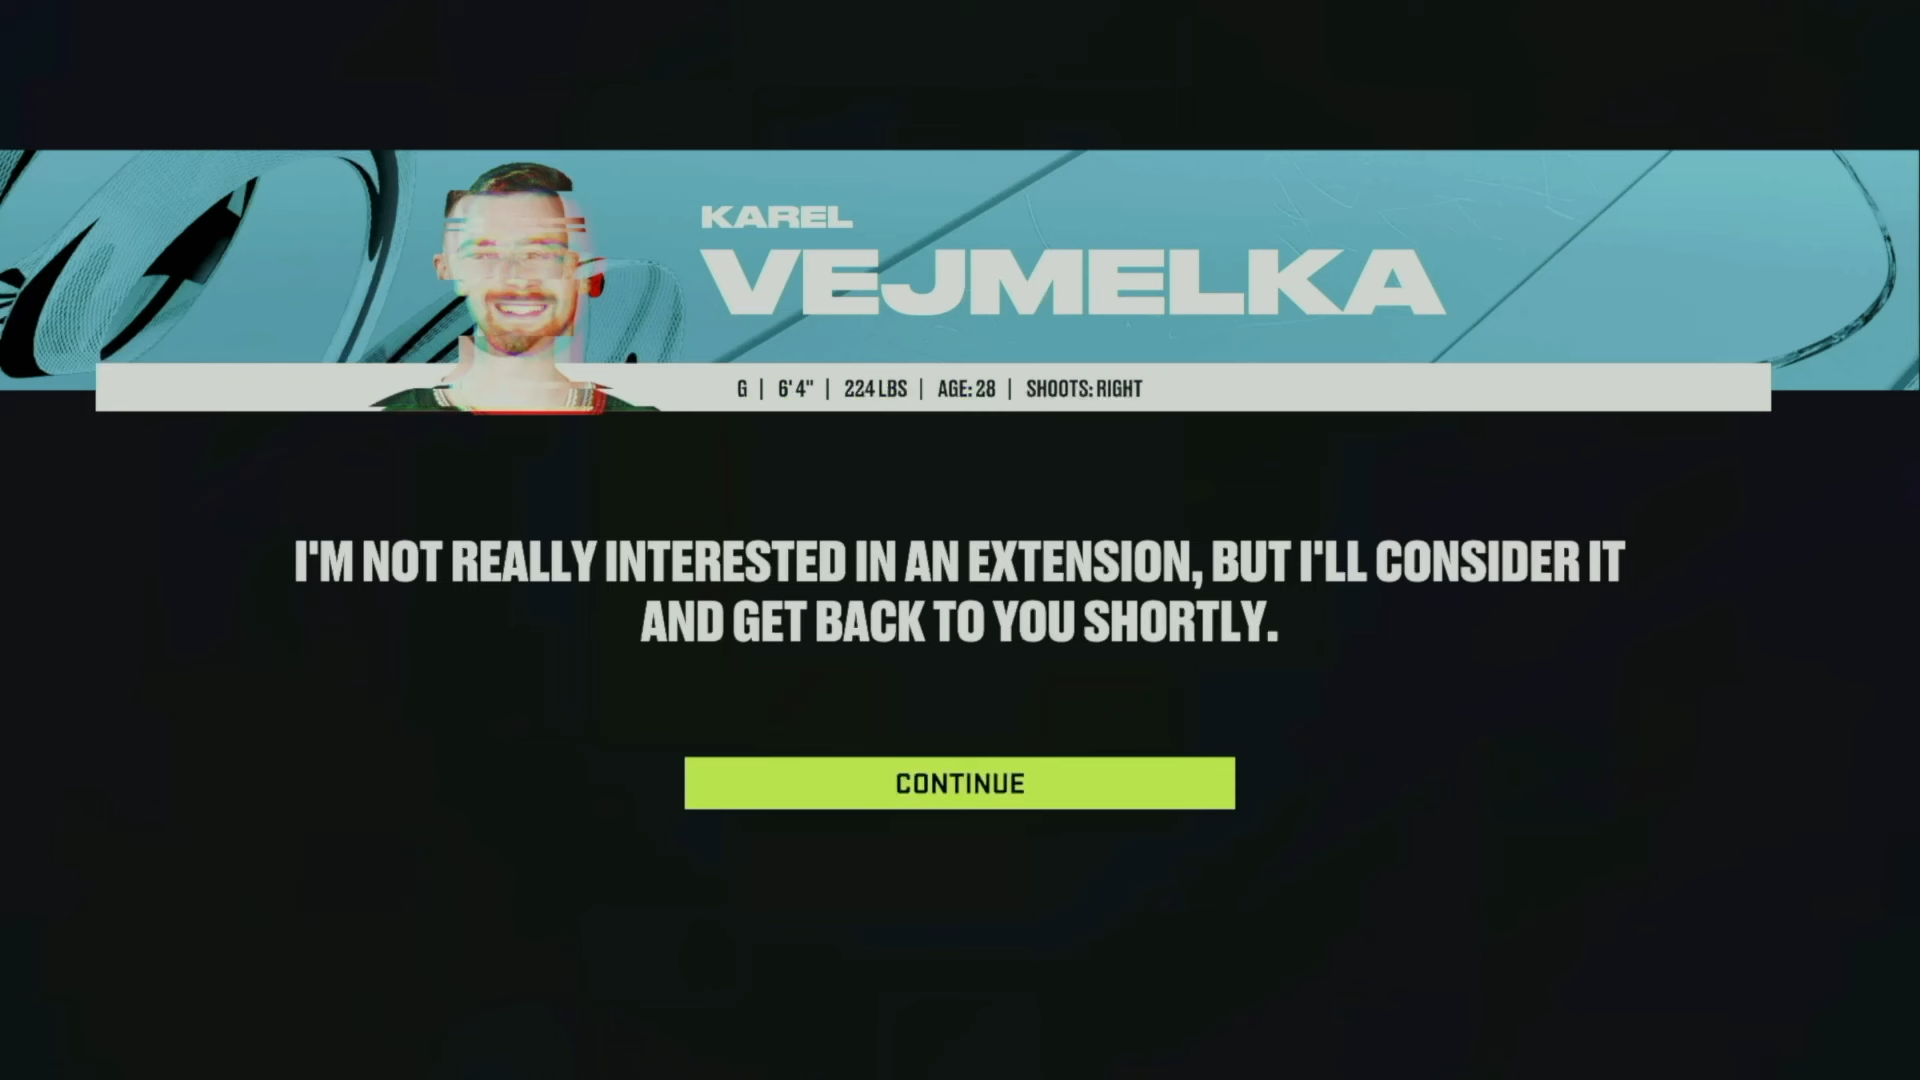 KAREL
VEJMELKA
G | 6' 4" | 224 LBS | AGE: 28 | SHOOTS: RIGHT
I'M NOT REALLY INTERESTED IN AN EXTENSION, BUT I'LL CONSIDER IT
AND GET BACK TO YOU SHORTLY.
CONTINUE